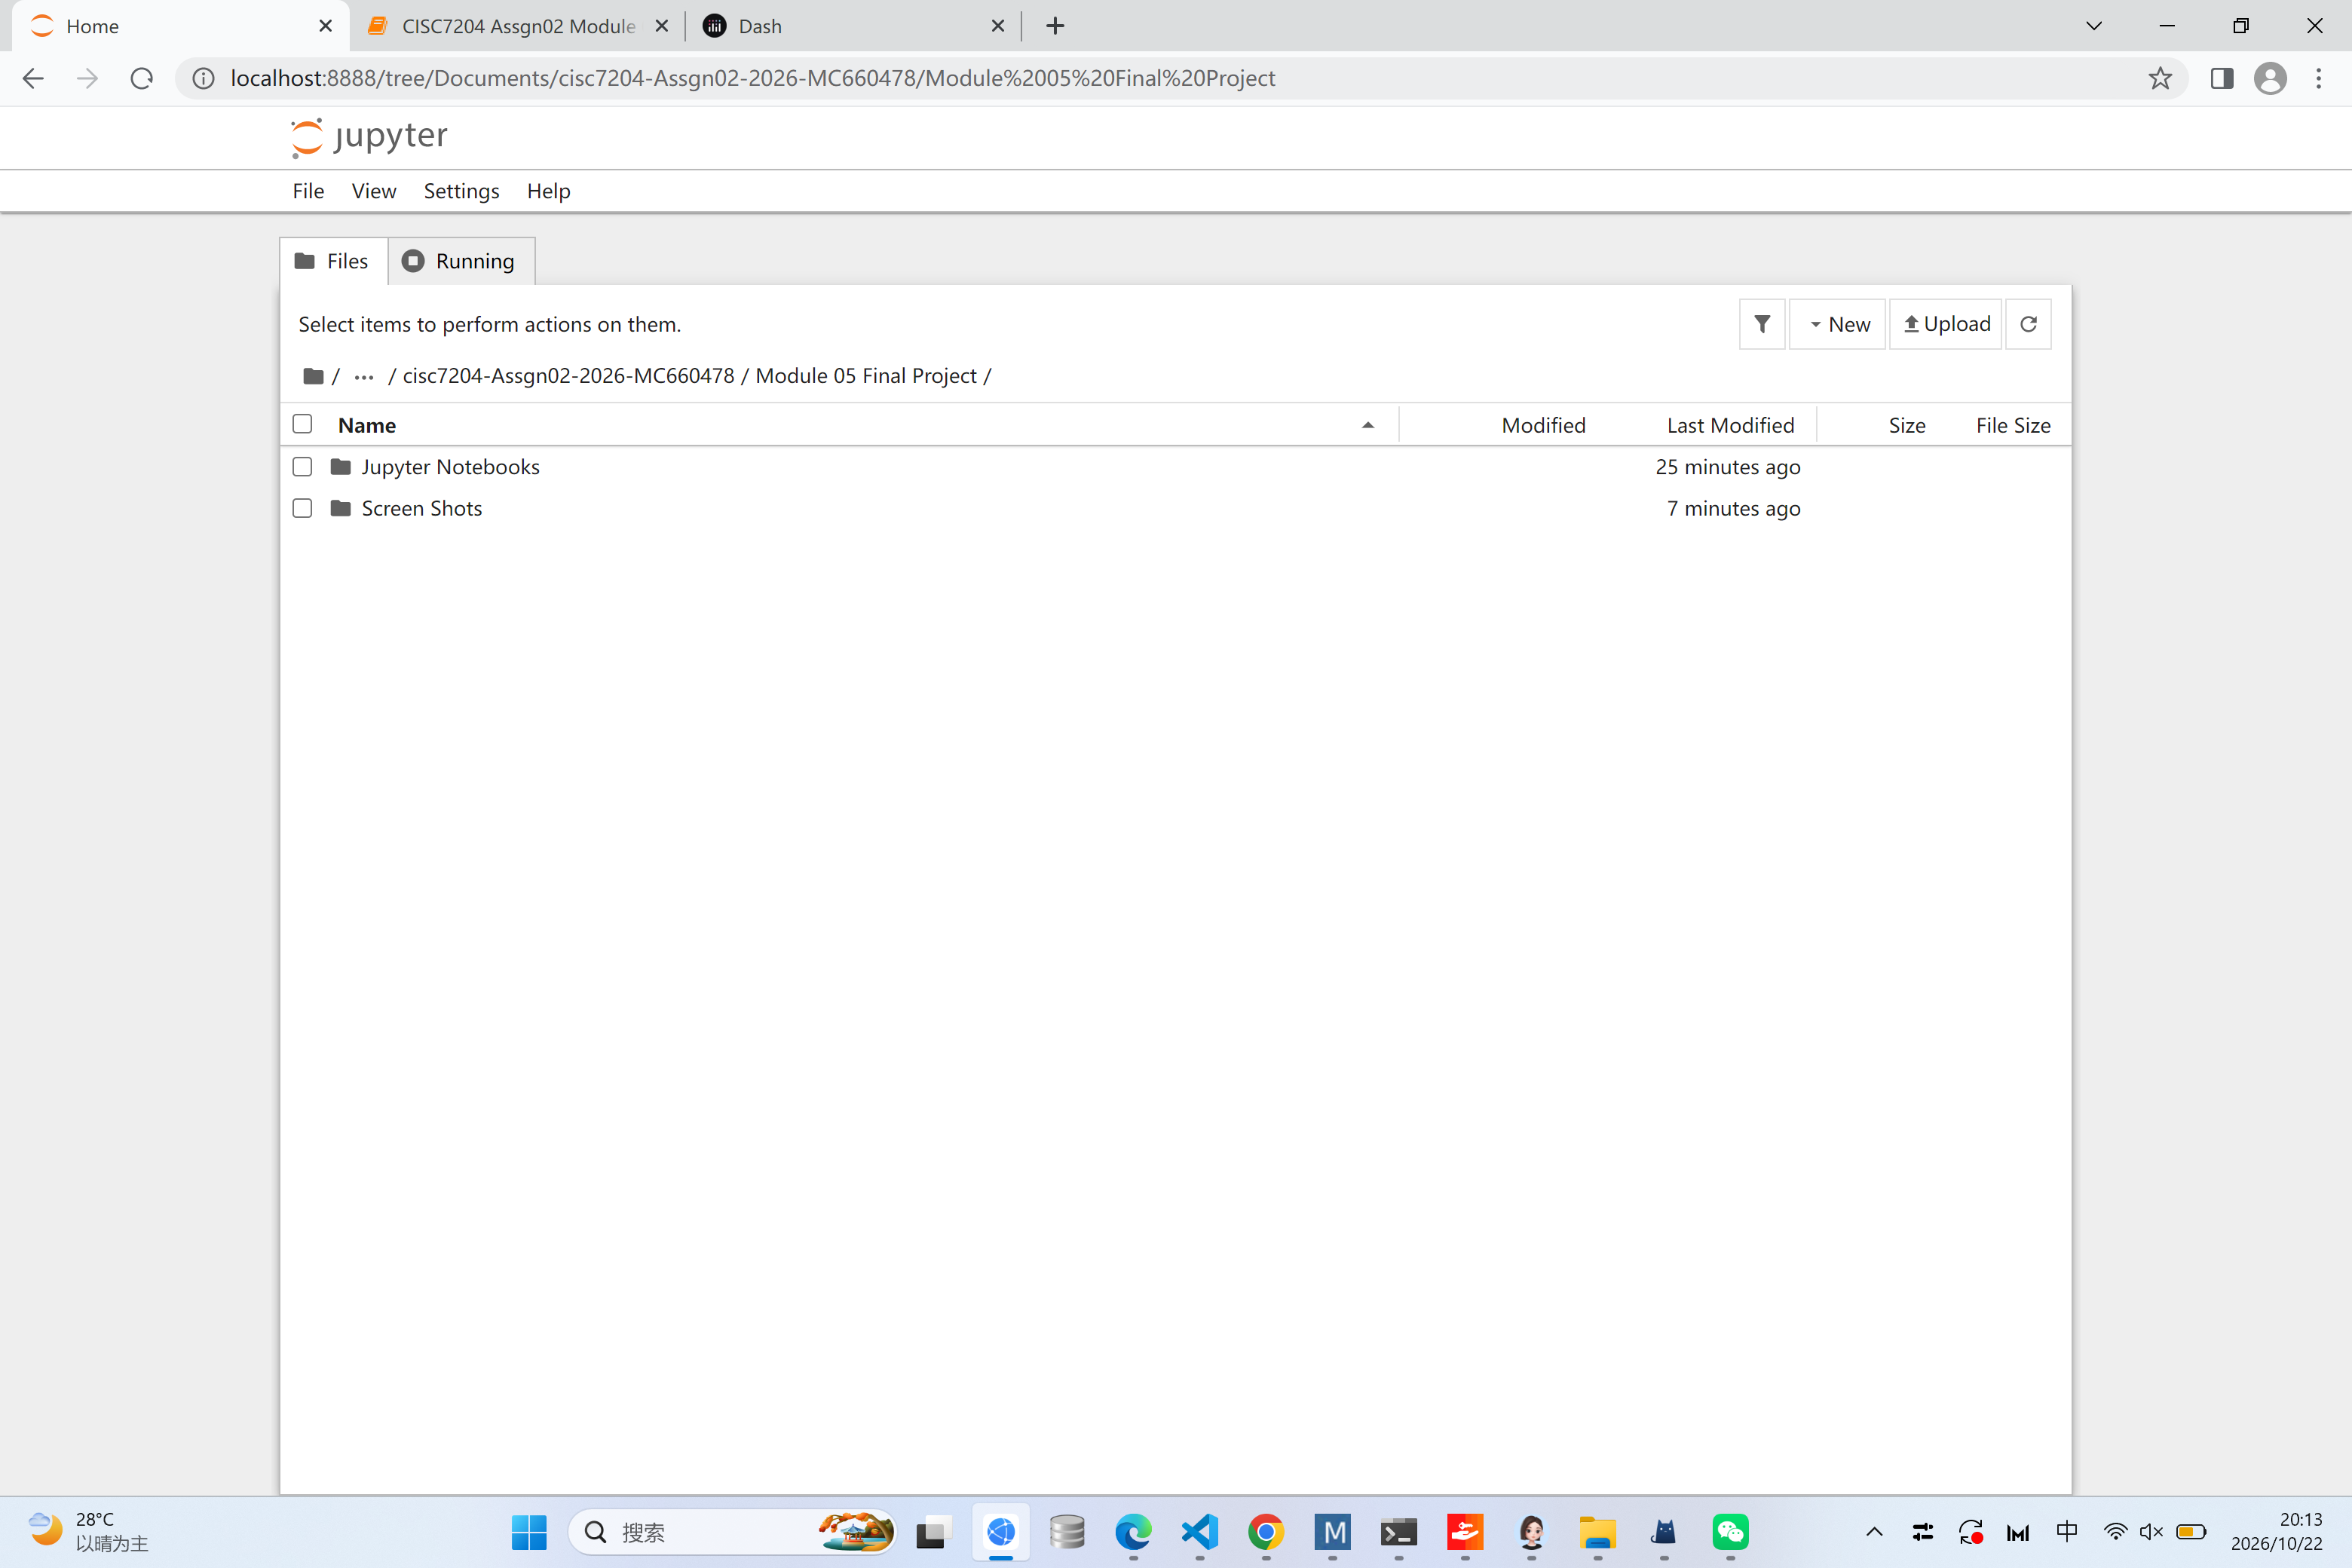 Home
CISC7204 Assgn02 Module
Dash
localhost:8888/tree/Documents/cisc7204-Assgn02-2026-MC660478/Module%2005%20Final%20Project
jupyter
File View Settings Help
Files Running
Select items to perform actions on them.
New Upload
/ ··· / cisc7204-Assgn02-2026-MC660478 / Module 05 Final Project /
Name Modified Last Modified Size File Size
Jupyter Notebooks 25 minutes ago
Screen Shots 7 minutes ago
28°C
以晴为主
搜索
M
中
20:13
2026/10/22